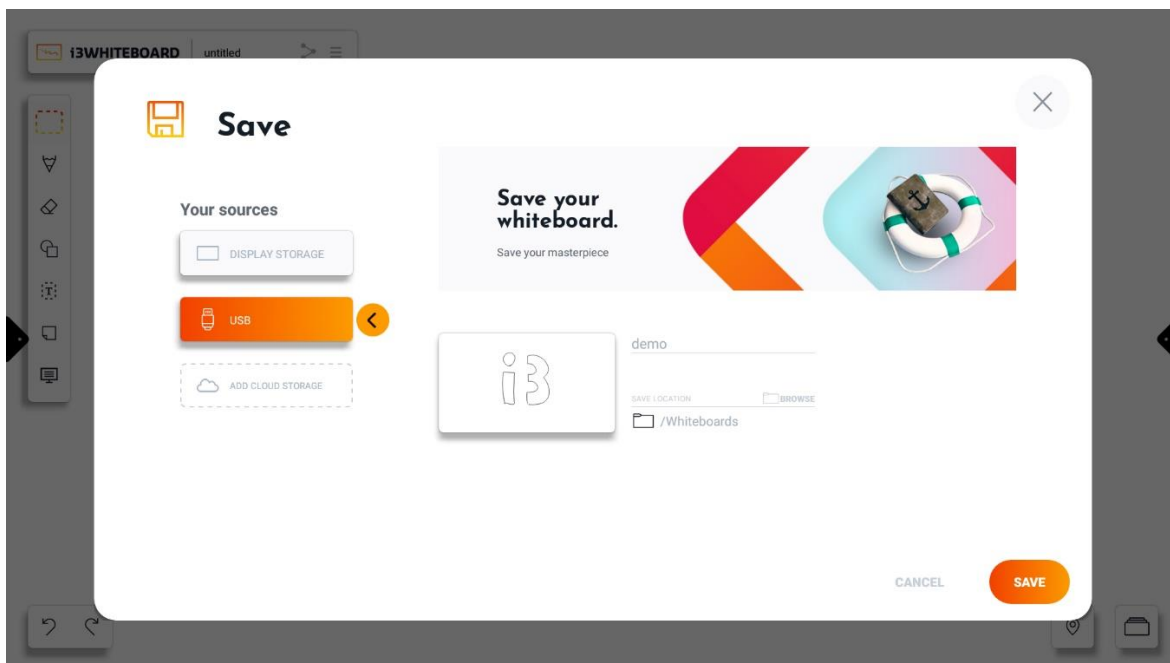 i3WHITEBOARD untitled
Save
Your sources
DISPLAY STORAGE
USB
ADD CLOUD STORAGE
Save your
whiteboard.
Save your masterpiece
i3
demo
SAVE LOCATION BROWSE
/Whiteboards
CANCEL SAVE